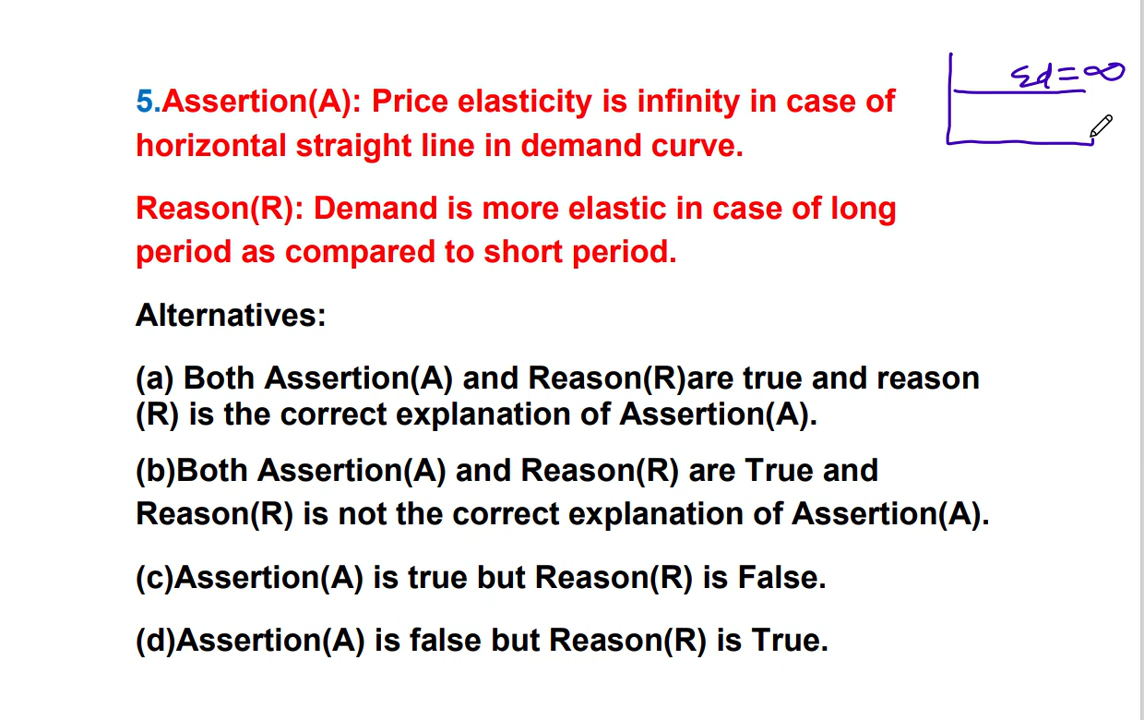 Ed=∞
5.Assertion(A): Price elasticity is infinity in case of
horizontal straight line in demand curve.
Reason(R): Demand is more elastic in case of long
period as compared to short period.
Alternatives:
(a) Both Assertion(A) and Reason(R)are true and reason
(R) is the correct explanation of Assertion(A).
(b)Both Assertion(A) and Reason(R) are True and
Reason(R) is not the correct explanation of Assertion(A).
(c)Assertion(A) is true but Reason(R) is False.
(d)Assertion(A) is false but Reason(R) is True.